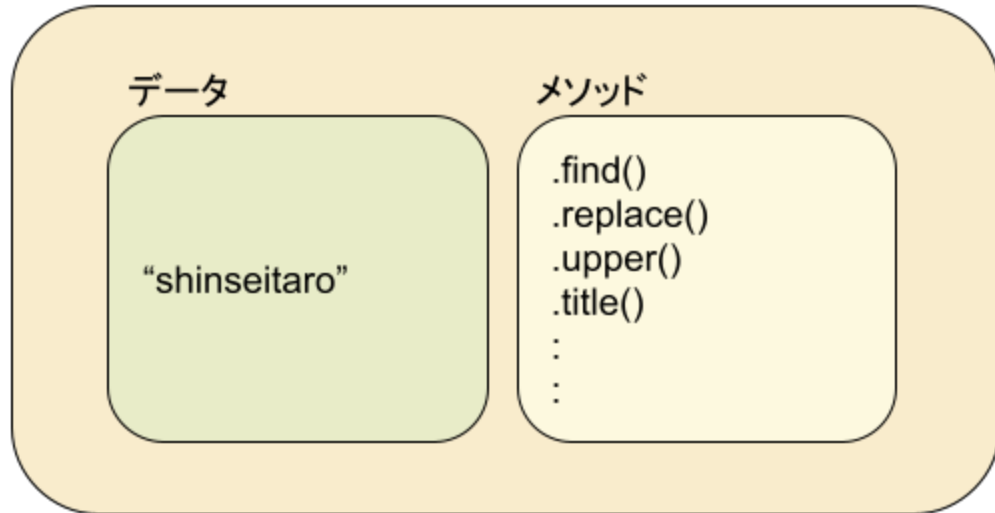 データ
“shinseitaro”
メソッド
.find()
.replace()
.upper()
.title()
:
: